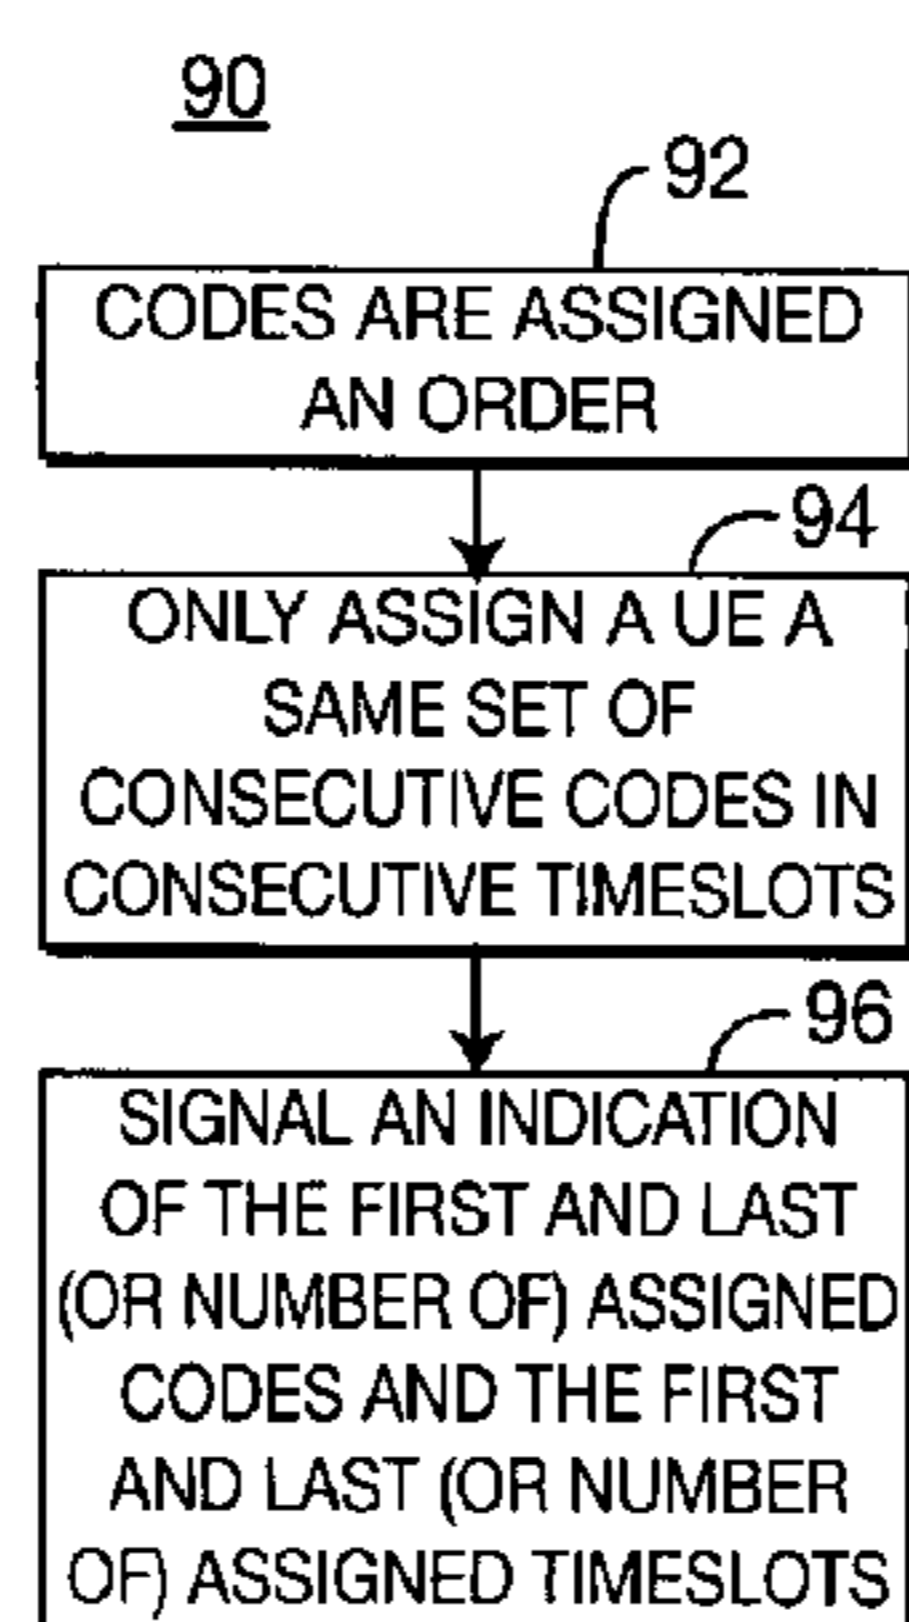 90
92
CODES ARE ASSIGNED
AN ORDER
94
ONLY ASSIGN A UE A
SAME SET OF
CONSECUTIVE CODES IN
CONSECUTIVE TIMESLOTS
96
SIGNAL AN INDICATION
OF THE FIRST AND LAST
(OR NUMBER OF) ASSIGNED
CODES AND THE FIRST
AND LAST (OR NUMBER
OF) ASSIGNED TIMESLOTS